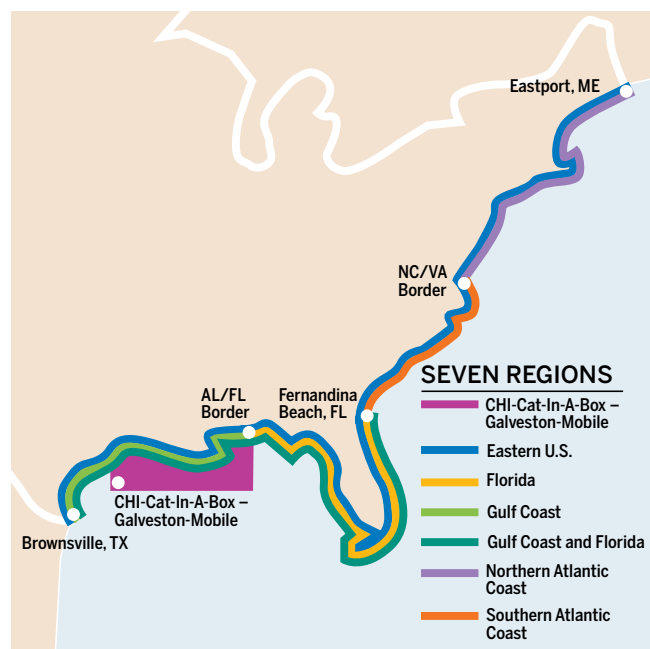 Eastport, ME
NC/VA
Border
AL/FL
Border
Fernandina
Beach, FL
CHI-Cat-In-A-Box –
Galveston-Mobile
Brownsville, TX
SEVEN REGIONS
CHI-Cat-In-A-Box –
Galveston-Mobile
Eastern U.S.
Florida
Gulf Coast
Gulf Coast and Florida
Northern Atlantic
Coast
Southern Atlantic
Coast